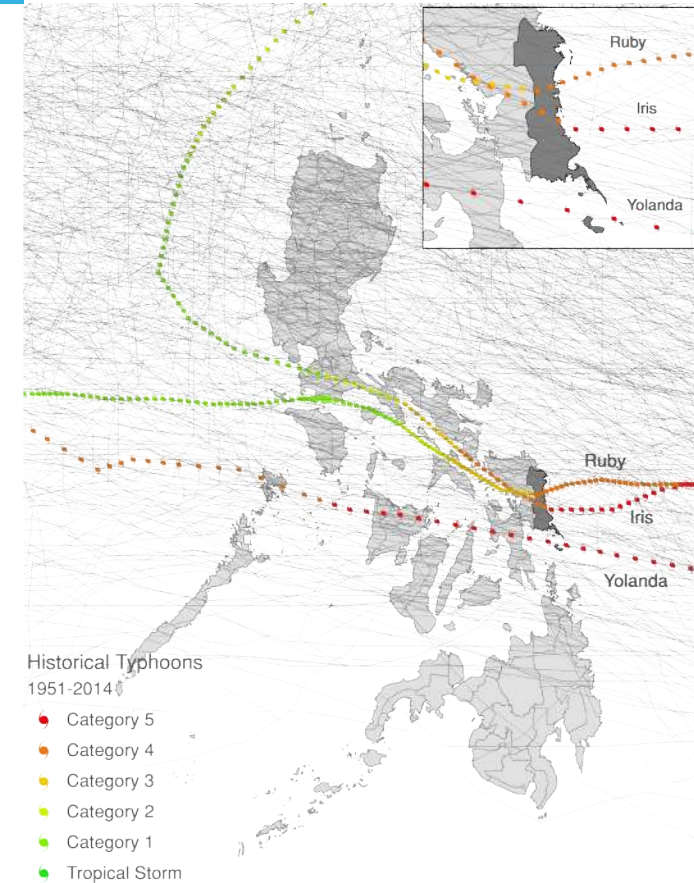 Ruby
Iris
Yolanda
Ruby
Iris
Yolanda
Historical Typhoons
1951-2014
Category 5
Category 4
Category 3
Category 2
Category 1
Tropical Storm